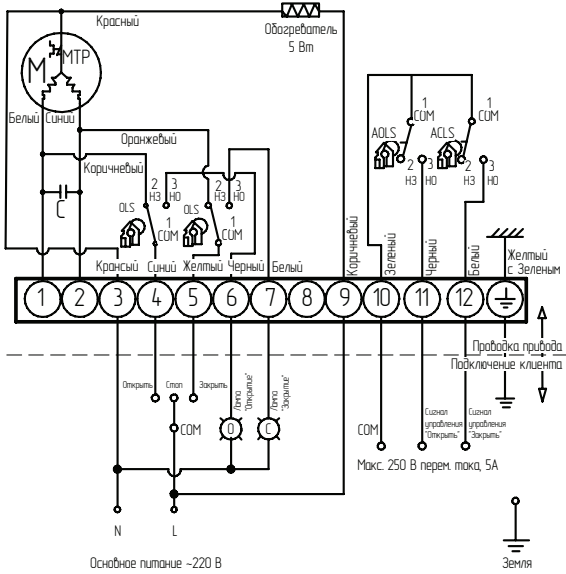 Красный
Обогреватель
5 Вт
М
МТР
Белый
Синий
Оранжевый
Коричневый
С
OLS
2
НЗ
3
НО
1
COM
OLS
2
НЗ
3
НО
1
COM
AOLS
1
COM
2
НЗ
3
НО
ACLS
1
COM
2
НЗ
3
НО
Крансый
Синий
Желтый
Черный
Белый
Коричневый
Зеленый
Черный
Белый
Желтый
с Зеленым
1 2 3 4 5 6 7 8 9 10 11 12
Проводка привода
Подключение клиента
Открыть
Стоп
Закрыть
COM
Лампа
"Открытие"
O
Лампа
"Закрытие"
C
COM
Сигнал
управления
"Открыть"
Сигнал
управления
"Закрыть"
Макс. 250 В перем. тока, 5А
N
L
Основное питание ~220 В
Земля